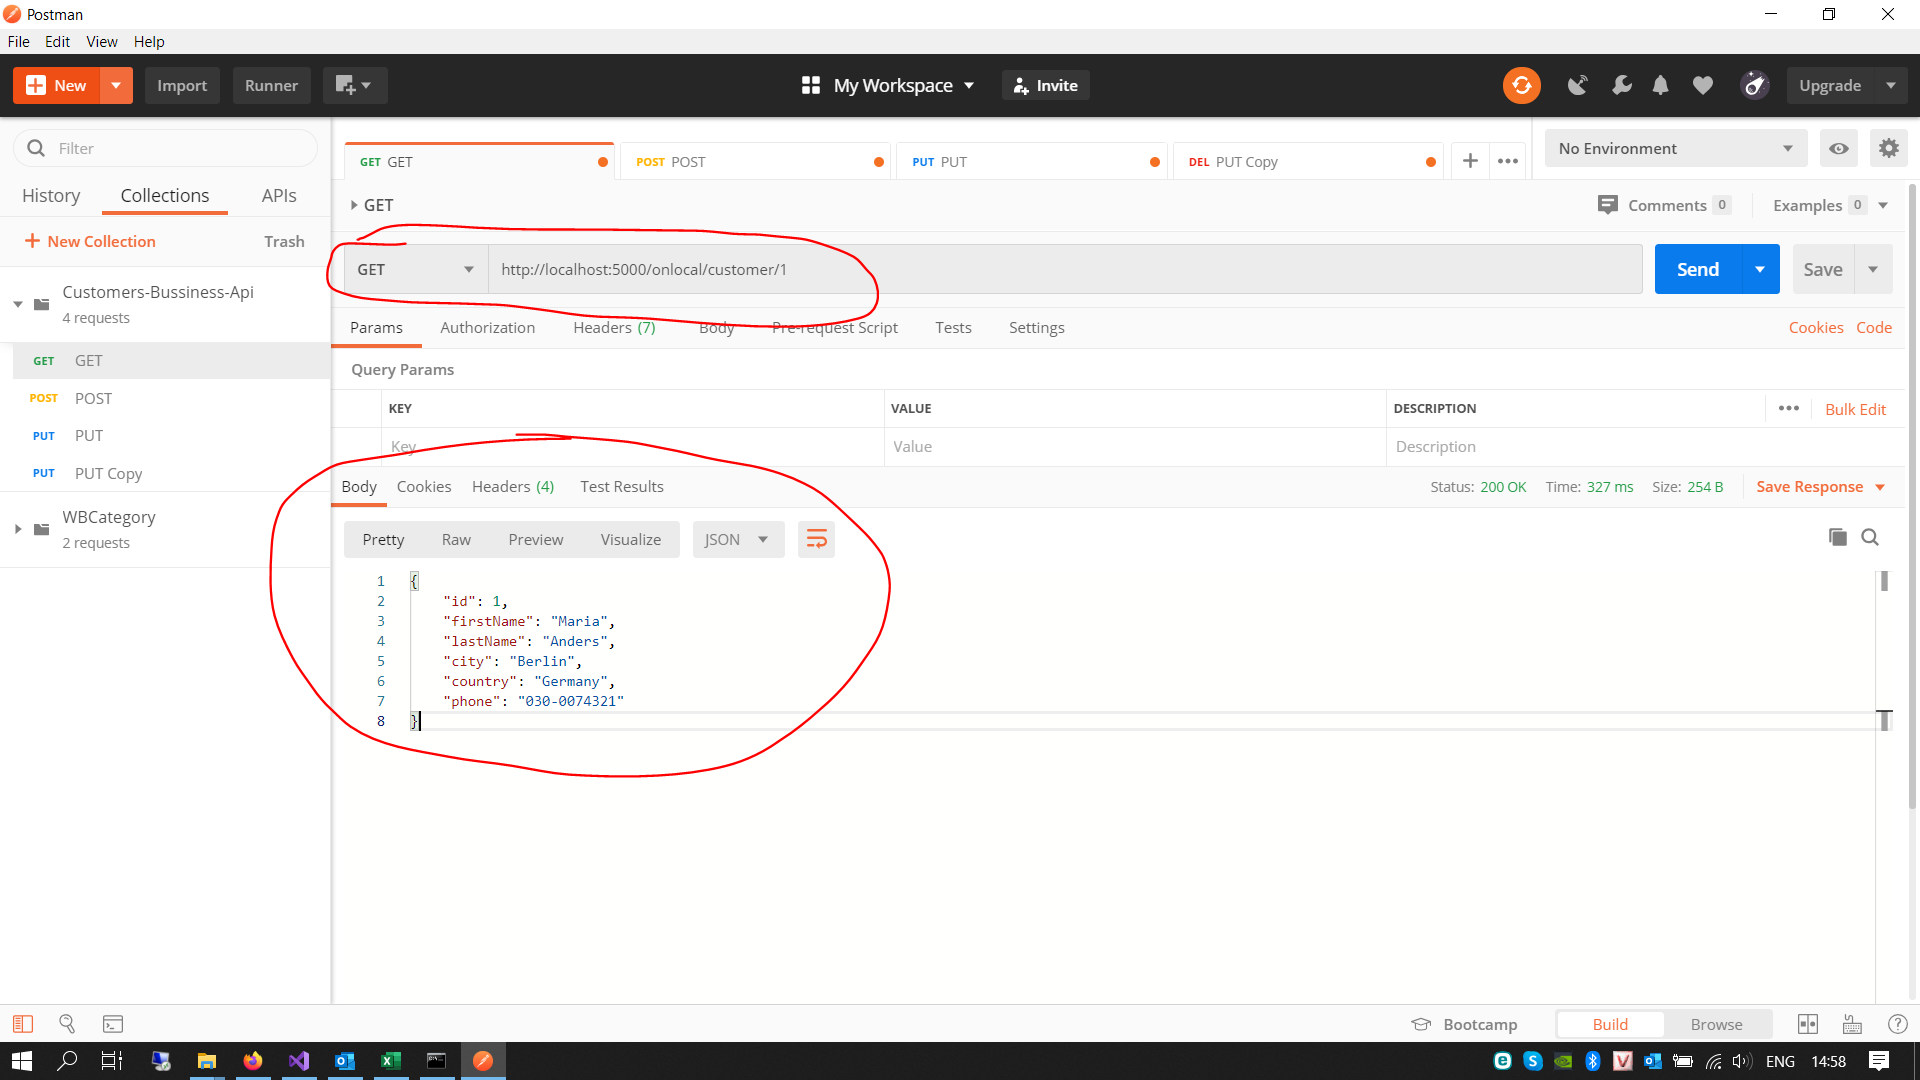 Postman
File Edit View Help
New Import Runner My Workspace Invite Upgrade
Filter
History Collections APIs
New Collection Trash
Customers-Bussiness-Api
4 requests
GET GET
POST POST
PUT PUT
PUT PUT Copy
WBCategory
2 requests
GET GET POST POST PUT PUT DEL PUT Copy No Environment
GET Comments 0 Examples 0
GET http://localhost:5000/onlocal/customer/1 Send Save
Params Authorization Headers (7) Body Pre-request Script Tests Settings Cookies Code
Query Params
KEY VALUE DESCRIPTION Bulk Edit
Key Value Description
Body Cookies Headers (4) Test Results Status: 200 OK Time: 327 ms Size: 254 B Save Response
Pretty Raw Preview Visualize JSON
1 {
2 "id": 1,
3 "firstName": "Maria",
4 "lastName": "Anders",
5 "city": "Berlin",
6 "country": "Germany",
7 "phone": "030-0074321"
8 }
Bootcamp Build Browse
ENG 14:58